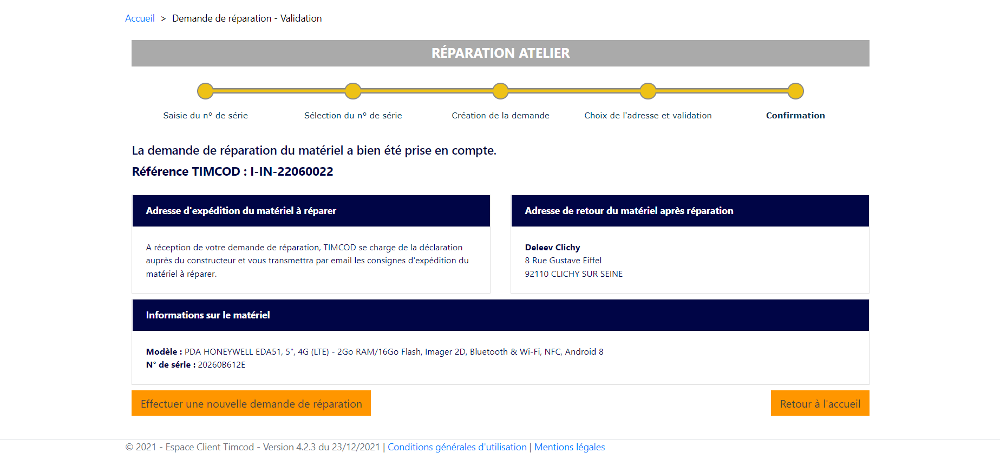 Accueil > Demande de réparation - Validation
RÉPARATION ATELIER
Saisie du n° de série
Sélection du n° de série
Création de la demande
Choix de l'adresse et validation
Confirmation
La demande de réparation du matériel a bien été prise en compte.
Référence TIMCOD : I-IN-22060022
Adresse d'expédition du matériel à réparer
A réception de votre demande de réparation, TIMCOD se charge de la déclaration
auprès du constructeur et vous transmettra par email les consignes d'expédition du
matériel à réparer.
Adresse de retour du matériel après réparation
Deleev Clichy
8 Rue Gustave Eiffel
92110 CLICHY SUR SEINE
Informations sur le matériel
Modèle : PDA HONEYWELL EDA51, 5", 4G (LTE) - 2Go RAM/16Go Flash, Imager 2D, Bluetooth & Wi-Fi, NFC, Android 8
N° de série : 20260B612E
Effectuer une nouvelle demande de réparation
Retour à l'accueil
© 2021 - Espace Client Timcod - Version 4.2.3 du 23/12/2021 | Conditions générales d'utilisation | Mentions légales